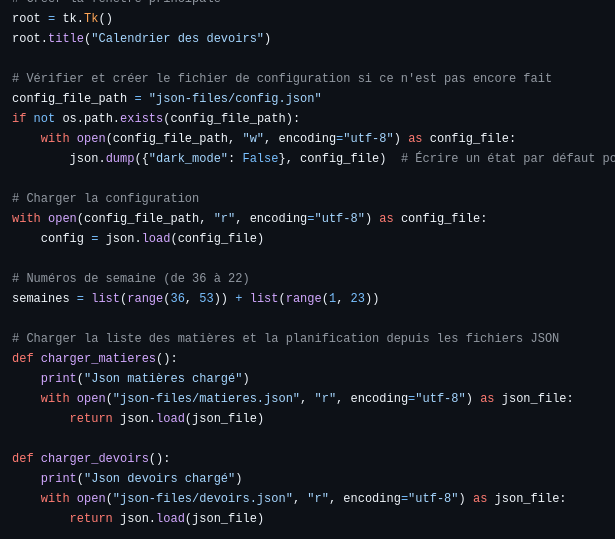 # Créer la fenêtre principale
root = tk.Tk()
root.title("Calendrier des devoirs")

# Vérifier et créer le fichier de configuration si ce n'est pas encore fait
config_file_path = "json-files/config.json"
if not os.path.exists(config_file_path):
    with open(config_file_path, "w", encoding="utf-8") as config_file:
        json.dump({"dark_mode": False}, config_file)  # Écrire un état par défaut

# Charger la configuration
with open(config_file_path, "r", encoding="utf-8") as config_file:
    config = json.load(config_file)

# Numéros de semaine (de 36 à 22)
semaines = list(range(36, 53)) + list(range(1, 23))

# Charger la liste des matières et la planification depuis les fichiers JSON
def charger_matieres():
    print("Json matières chargé")
    with open("json-files/matieres.json", "r", encoding="utf-8") as json_file:
        return json.load(json_file)

def charger_devoirs():
    print("Json devoirs chargé")
    with open("json-files/devoirs.json", "r", encoding="utf-8") as json_file:
        return json.load(json_file)